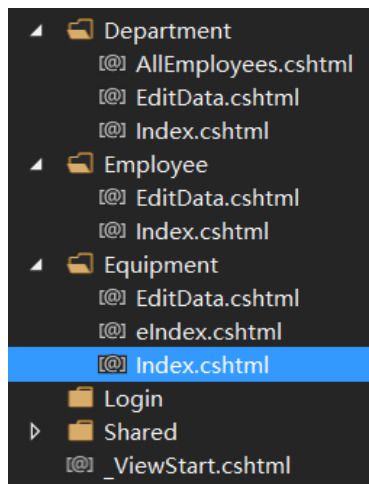 Department
[@] AllEmployees.cshtml
[@] EditData.cshtml
[@] Index.cshtml
Employee
[@] EditData.cshtml
[@] Index.cshtml
Equipment
[@] EditData.cshtml
[@] eIndex.cshtml
[@] Index.cshtml
Login
Shared
[@] _ViewStart.cshtml